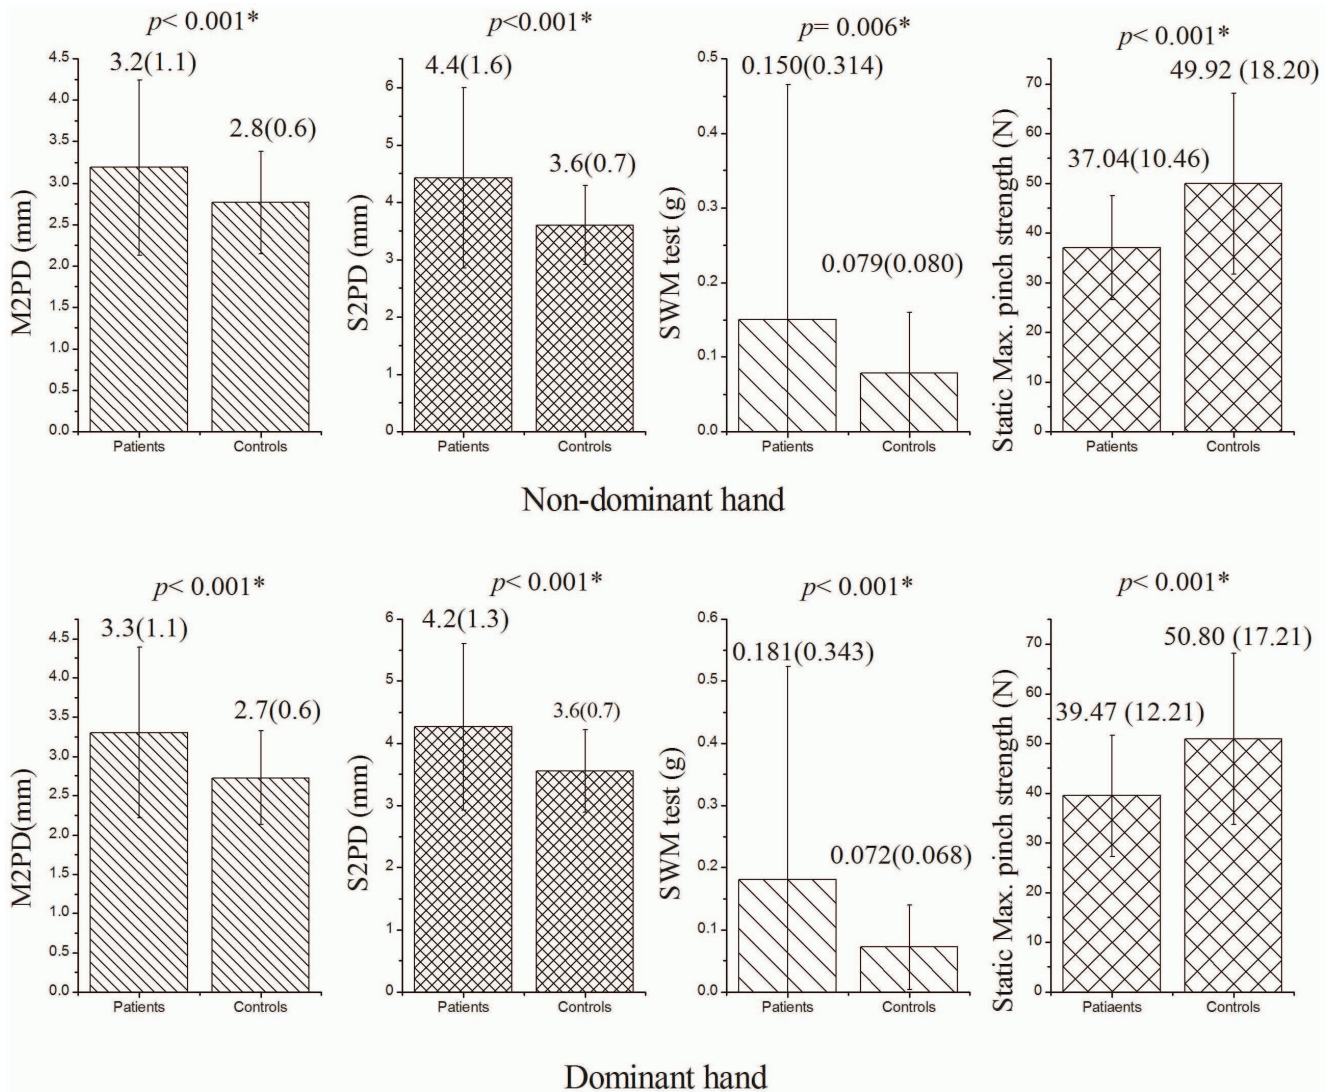 p< 0.001*
3.2(1.1)
2.8(0.6)
M2PD (mm)
4.5
4.0
3.5
3.0
2.5
2.0
1.5
1.0
0.5
0.0
Patients
Controls
p<0.001*
4.4(1.6)
3.6(0.7)
S2PD (mm)
6
5
4
3
2
1
0
Patients
Controls
p= 0.006*
0.150(0.314)
0.079(0.080)
SWM test (g)
0.5
0.4
0.3
0.2
0.1
0.0
Patients
Controls
p< 0.001*
49.92 (18.20)
37.04(10.46)
Static Max. pinch strength (N)
70
60
50
40
30
20
10
0
Patients
Controls
Non-dominant hand
p< 0.001*
3.3(1.1)
2.7(0.6)
M2PD(mm)
4.5
4.0
3.5
3.0
2.5
2.0
1.5
1.0
0.5
0.0
Patients
Controls
p< 0.001*
4.2(1.3)
3.6(0.7)
S2PD (mm)
6
5
4
3
2
1
0
Patients
Controls
p< 0.001*
0.181(0.343)
0.072(0.068)
SWM test (g)
0.6
0.5
0.4
0.3
0.2
0.1
0.0
Patients
Controls
p< 0.001*
50.80 (17.21)
39.47 (12.21)
Static Max. pinch strength (N)
70
60
50
40
30
20
10
0
Patiaents
Controls
Dominant hand